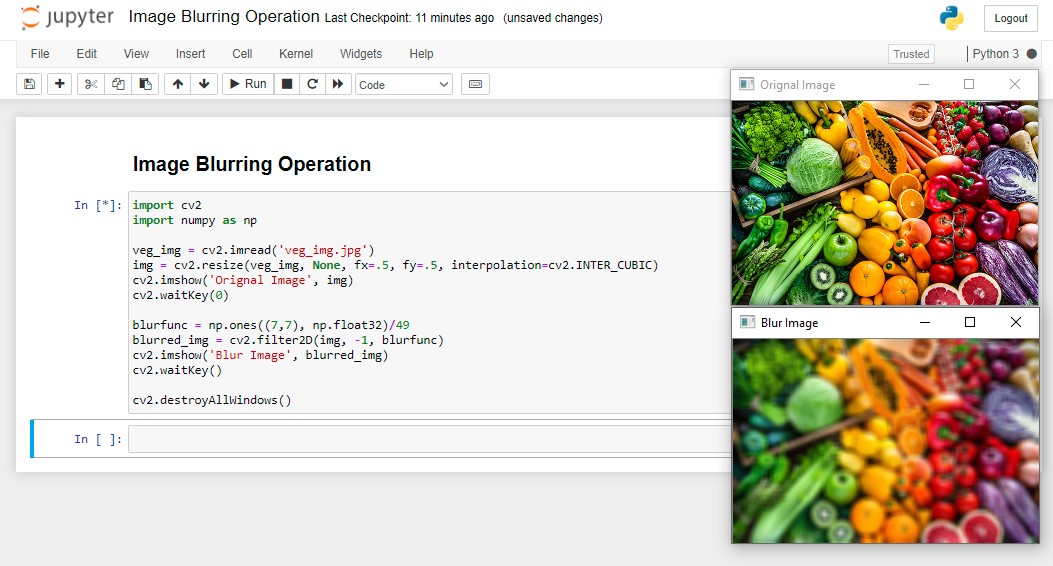 jupyter Image Blurring Operation Last Checkpoint: 11 minutes ago (unsaved changes)
Logout
File Edit View Insert Cell Kernel Widgets Help
Trusted
Python 3
Run
Code
Orignal Image
Image Blurring Operation
In [*]:
import cv2
import numpy as np
veg_img = cv2.imread('veg_img.jpg')
img = cv2.resize(veg_img, None, fx=.5, fy=.5, interpolation=cv2.INTER_CUBIC)
cv2.imshow('Orignal Image', img)
cv2.waitKey(0)
blurfunc = np.ones((7,7), np.float32)/49
blurred_img = cv2.filter2D(img, -1, blurfunc)
cv2.imshow('Blur Image', blurred_img)
cv2.waitKey()
cv2.destroyAllWindows()
In [ ]:
Blur Image